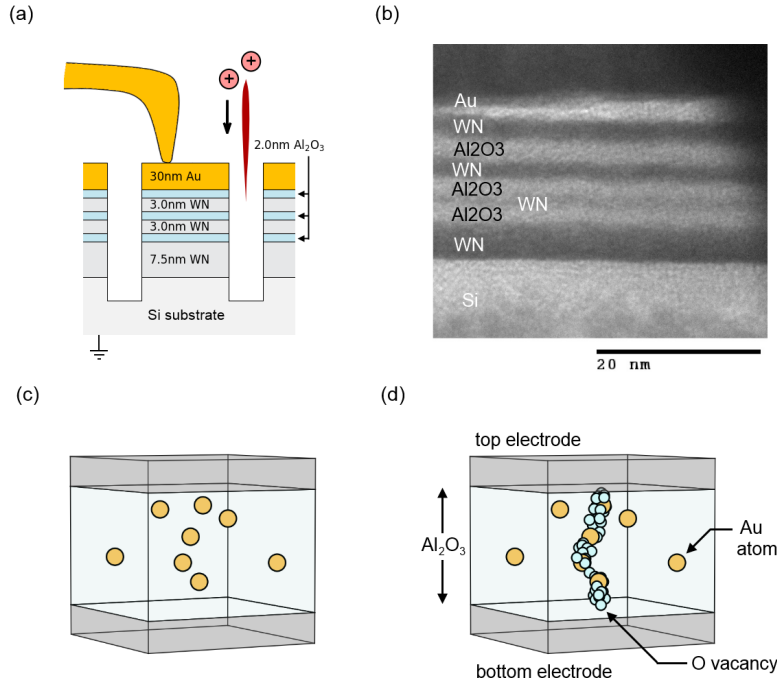 (a)
2.0nm Al₂O₃
30nm Au
3.0nm WN
3.0nm WN
7.5nm WN
Si substrate
(b)
Au
WN
Al2O3
WN
Al2O3
WN
Al2O3
WN
Si
20 nm
(c)
(d)
top electrode
Al₂O₃
Au
atom
bottom electrode
O vacancy